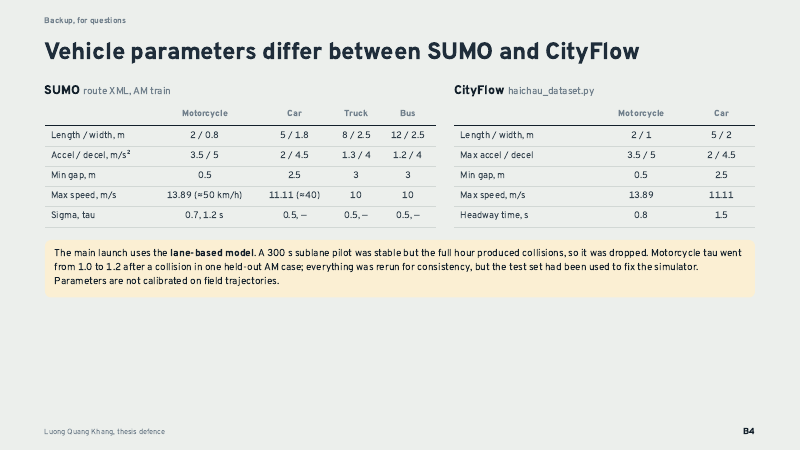 Backup, for questions
Vehicle parameters differ between SUMO and CityFlow
SUMO route XML, AM train
Motorcycle Car Truck Bus
Length / width, m 2 / 0.8 5 / 1.8 8 / 2.5 12 / 2.5
Accel / decel, m/s² 3.5 / 5 2 / 4.5 1.3 / 4 1.2 / 4
Min gap, m 0.5 2.5 3 3
Max speed, m/s 13.89 (≈50 km/h) 11.11 (≈40) 10 10
Sigma, tau 0.7, 1.2 s 0.5, — 0.5, — 0.5, —
CityFlow haichau_dataset.py
Motorcycle Car
Length / width, m 2 / 1 5 / 2
Max accel / decel 3.5 / 5 2 / 4.5
Min gap, m 0.5 2.5
Max speed, m/s 13.89 11.11
Headway time, s 0.8 1.5
The main launch uses the lane-based model. A 300 s sublane pilot was stable but the full hour produced collisions, so it was dropped. Motorcycle tau went
from 1.0 to 1.2 after a collision in one held-out AM case; everything was rerun for consistency, but the test set had been used to fix the simulator.
Parameters are not calibrated on field trajectories.
Luong Quang Khang, thesis defence
B4